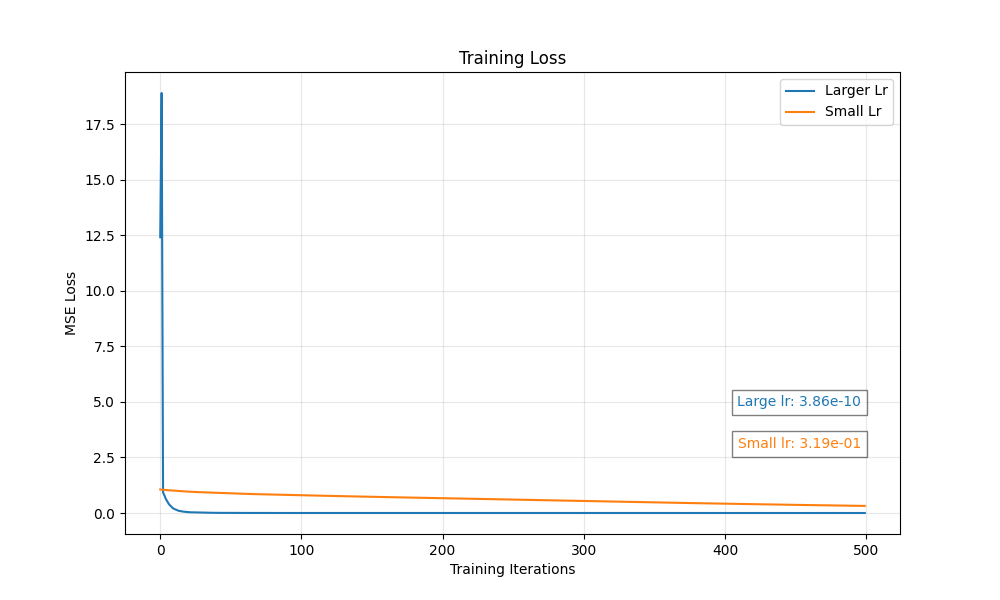 Training Loss
Larger Lr
Small Lr
17.5
15.0
12.5
10.0
7.5
5.0
2.5
0.0
MSE Loss
Large lr: 3.86e-10
Small lr: 3.19e-01
0 100 200 300 400 500
Training Iterations